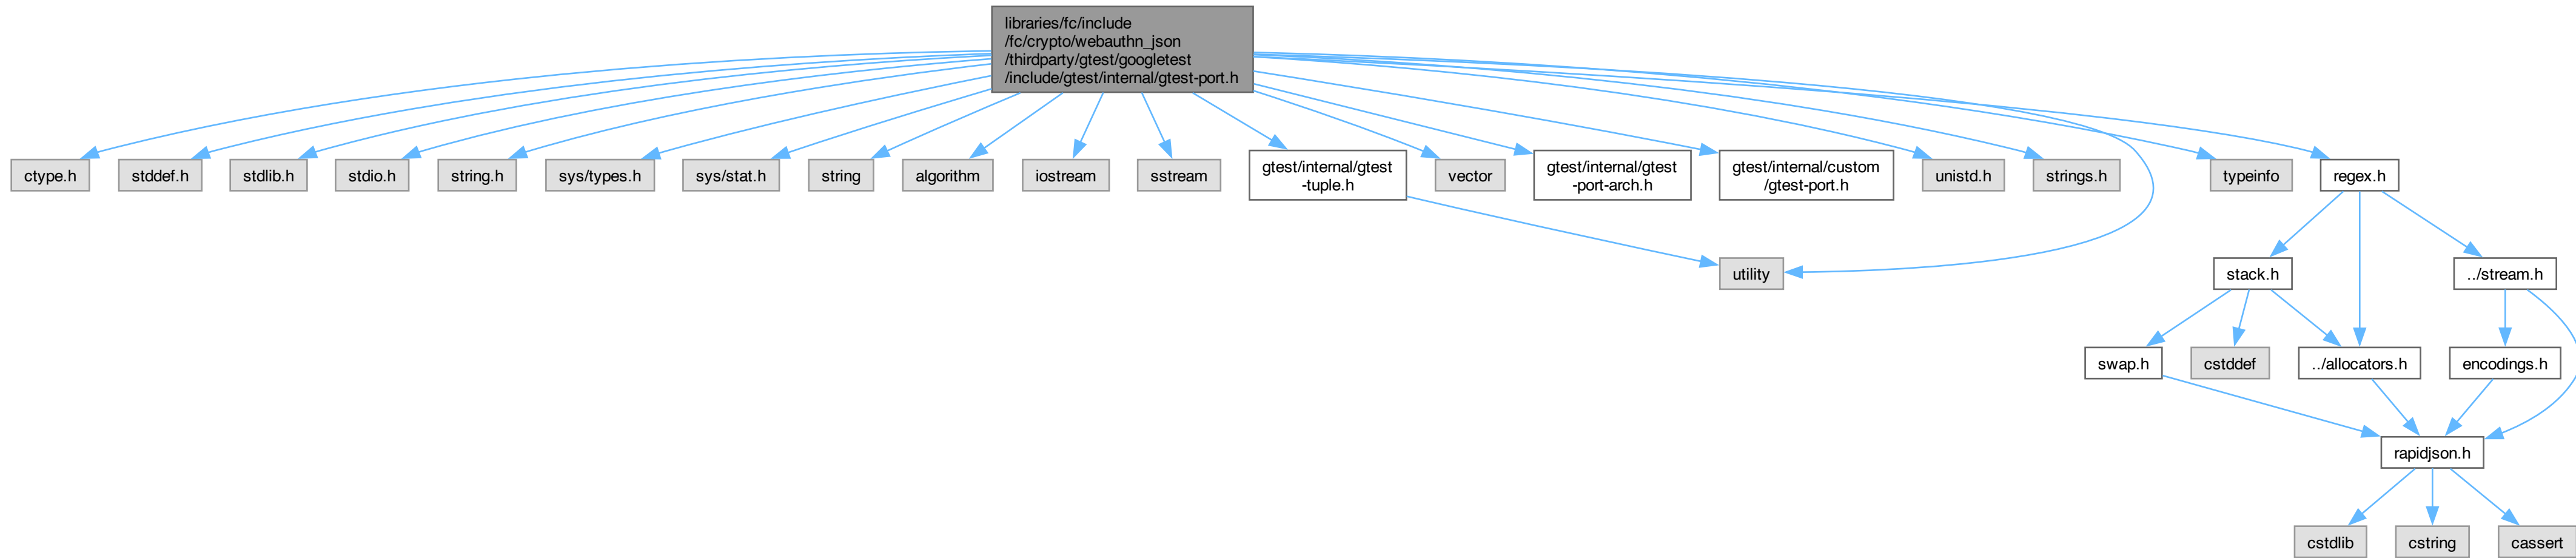 libraries/fc/include
/fc/crypto/webauthn_json
/thirdparty/gtest/googletest
/include/gtest/internal/gtest-port.h
ctype.h
stddef.h
stdlib.h
stdio.h
string.h
sys/types.h
sys/stat.h
string
algorithm
iostream
sstream
gtest/internal/gtest
-tuple.h
vector
gtest/internal/gtest
-port-arch.h
gtest/internal/custom
/gtest-port.h
unistd.h
strings.h
typeinfo
regex.h
utility
stack.h
../stream.h
swap.h
cstddef
../allocators.h
encodings.h
rapidjson.h
cstdlib
cstring
cassert